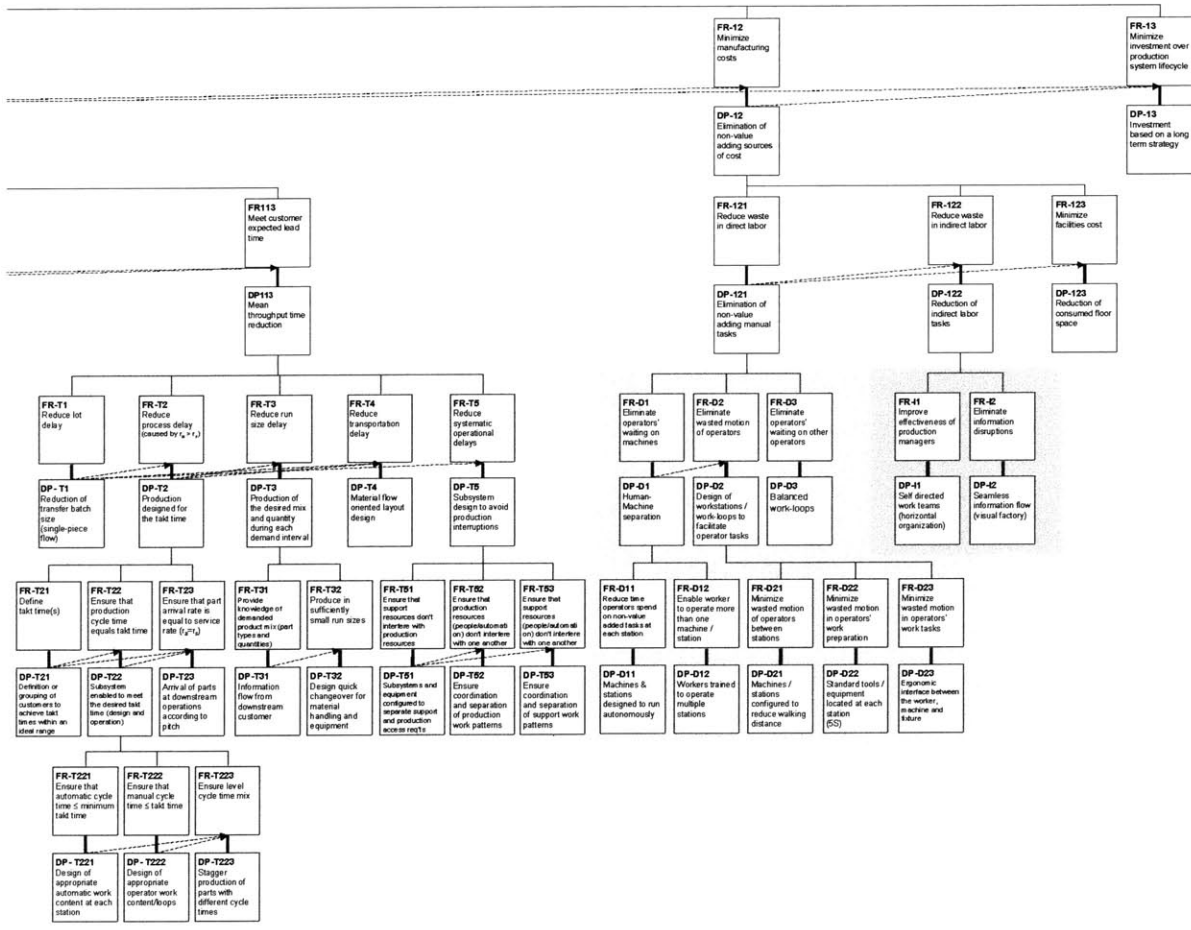 FR-12
Minimize
manufacturing
costs
FR-13
Minimize
investment over
production
system lifecycle
DP-12
Elimination of
non-value
adding sources
of cost
DP-13
Investment
based on a long
term strategy
FR113
Meet customer
expected lead
time
FR-121
Reduce waste
in direct labor
FR-122
Reduce waste
in indirect labor
FR-123
Minimize
facilities cost
DP113
Mean
throughput time
reduction
DP-121
Elimination of
non-value
adding manual
tasks
DP-122
Reduction of
indirect labor
tasks
DP-123
Reduction of
consumed floor
space
FR-T1
Reduce lot
delay
FR-T2
Reduce
process delay
(caused by rₐ > rₛ)
FR-T3
Reduce run
size delay
FR-T4
Reduce
transportation
delay
FR-T5
Reduce
systematic
operational
delays
FR-D1
Eliminate
operators'
waiting on
machines
FR-D2
Eliminate
wasted motion
of operators
FR-D3
Eliminate
operators'
waiting on other
operators
FR-I1
Improve
effectiveness of
production
managers
FR-I2
Eliminate
information
disruptions
DP - T1
Reduction of
transfer batch
size
(single-piece
flow)
DP-T2
Production
designed for
the takt time
DP-T3
Production of
the desired mix
and quantity
during each
demand interval
DP-T4
Material flow
oriented layout
design
DP-T5
Subsystem
design to avoid
production
interruptions
DP-D1
Human-
Machine
separation
DP-D2
Design of
workstations
/ work-loops to
facilitate
operator tasks
DP-D3
Balanced
work-loops
DP-I1
Self directed
work teams
(horizontal
organization)
DP-I2
Seamless
information flow
(visual factory)
FR-T21
Define
takt time(s)
FR-T22
Ensure that
production
cycle time
equals takt time
FR-T23
Ensure that part
arrival rate is
equal to service
rate (rₐ=rₛ)
FR-T31
Provide
knowledge of
demanded
product mix (part
types and
quantities)
FR-T32
Produce in
sufficiently
small run sizes
FR-T51
Ensure that
support
resources don't
interfere with
production
resources
FR-T52
Ensure that
production
resources
(people/automati
on) don't interfere
with one another
FR-T53
Ensure that
support
resources
(people/automati
on) don't interfere
with one another
FR-D11
Reduce time
operators spend
on non-value
added tasks at
each station
FR-D12
Enable worker
to operate more
than one
machine /
station
FR-D21
Minimize
wasted motion
of operators
between
stations
FR-D22
Minimize
wasted motion
in operators'
work
preparation
FR-D23
Minimize
wasted motion
in operators'
work tasks
DP-T21
Definition or
grouping of
customers to
achieve takt
times within an
ideal range
DP-T22
Subsystem
enabled to meet
the desired takt
time (design and
operation)
DP-T23
Arrival of parts
at downstream
operations
according to
pitch
DP-T31
Information
flow from
downstream
customer
DP-T32
Design quick
changeover for
material
handling and
equipment
DP-T51
Subsystems and
equipment
configured to
separate support
and production
access req'ts
DP-T52
Ensure
coordination
and separation
of production
work patterns
DP-T53
Ensure
coordination
and separation
of support work
patterns
DP-D11
Machines &
stations
designed to run
autonomously
DP-D12
Workers trained
to operate
multiple
stations
DP-D21
Machines /
stations
configured to
reduce walking
distance
DP-D22
Standard tools /
equipment
located at each
station
(5S)
DP-D23
Ergonomic
interface between
the worker,
machine and
fixture
FR-T221
Ensure that
automatic cycle
time ≤ minimum
takt time
FR-T222
Ensure that
manual cycle
time ≤ takt time
FR-T223
Ensure level
cycle time mix
DP - T221
Design of
appropriate
automatic work
content at each
station
DP - T222
Design of
appropriate
operator work
content/loops
DP-T223
Stagger
production of
parts with
different cycle
times